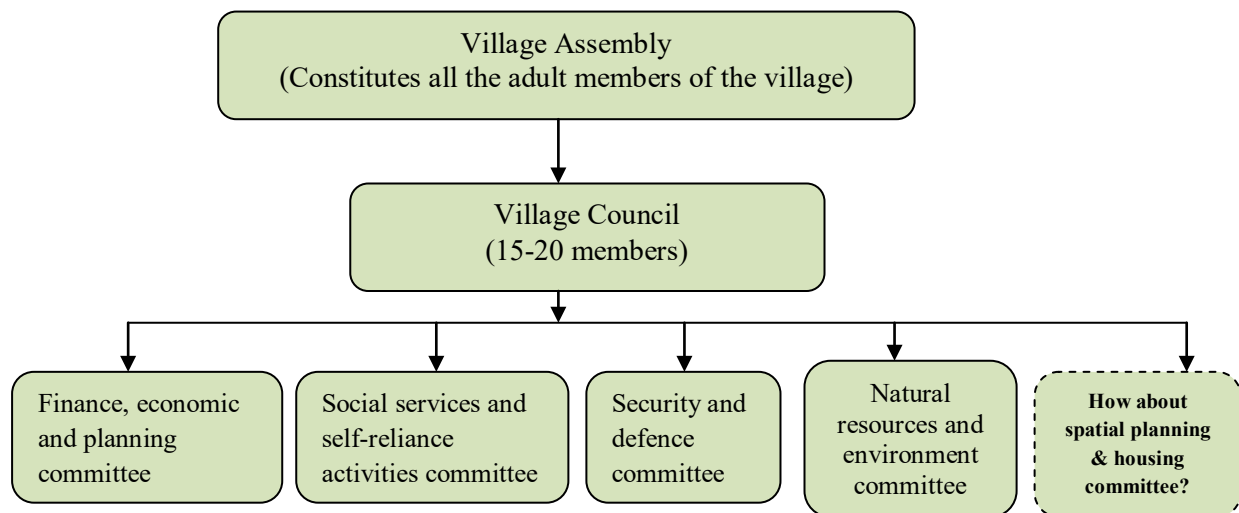 Village Assembly
(Constitutes all the adult members of the village)
Village Council
(15-20 members)
Finance, economic
and planning
committee
Social services and
self-reliance
activities committee
Security and
defence
committee
Natural
resources and
environment
committee
How about
spatial planning
& housing
committee?